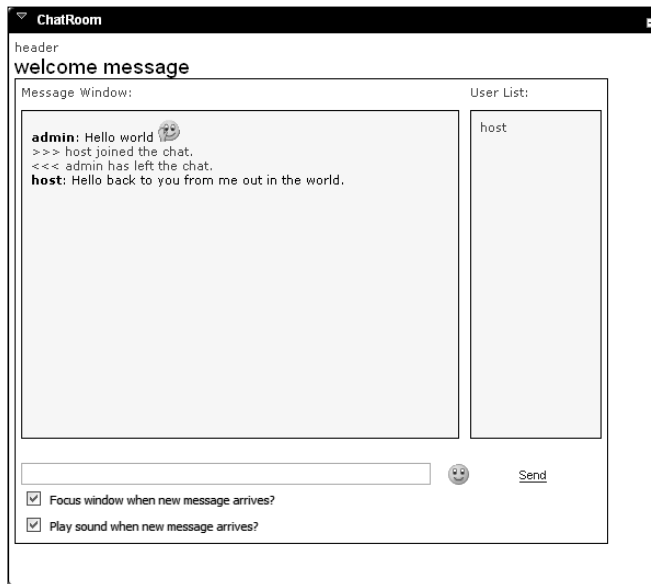 ChatRoom
header
welcome message
Message Window:
User List:
admin: Hello world
>>> host joined the chat.
<<< admin has left the chat.
host: Hello back to you from me out in the world.
host
Send
Focus window when new message arrives?
Play sound when new message arrives?